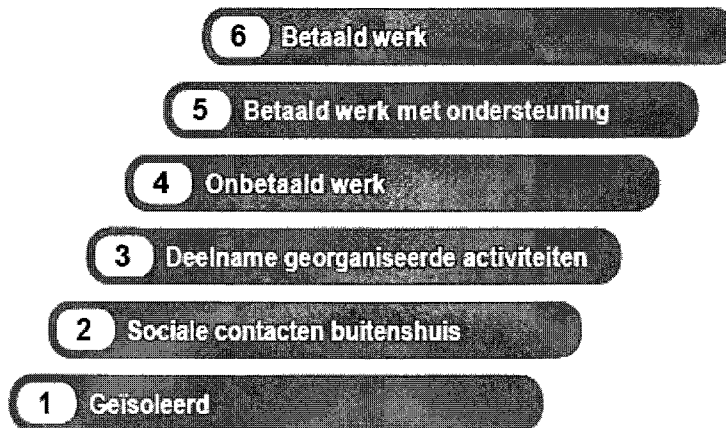 6 Betaald werk
5 Betaald werk met ondersteuning
4 Onbetaald werk
3 Deelname georganiseerde activiteiten
2 Sociale contacten buitenshuis
1 Geïsoleerd